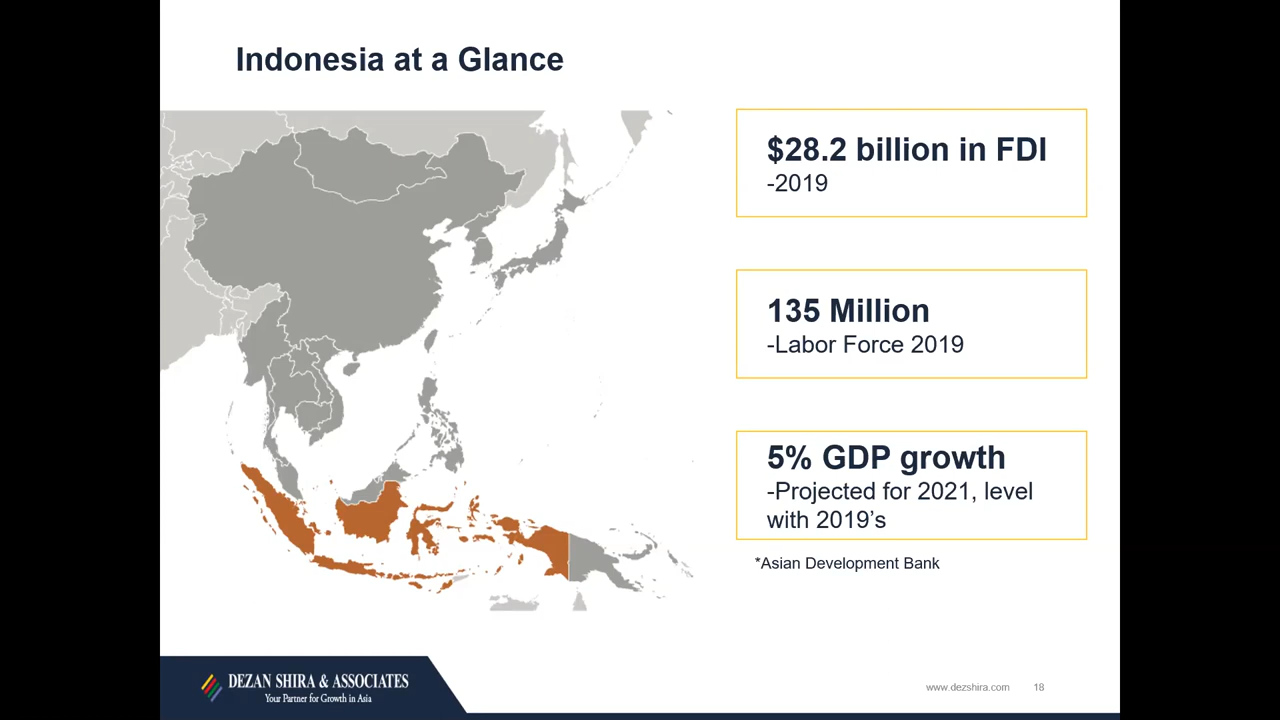 Indonesia at a Glance
$28.2 billion in FDI
-2019
135 Million
-Labor Force 2019
5% GDP growth
-Projected for 2021, level
with 2019’s
*Asian Development Bank
DEZAN SHIRA & ASSOCIATES
Your Partner for Growth in Asia
www.dezshira.com 18